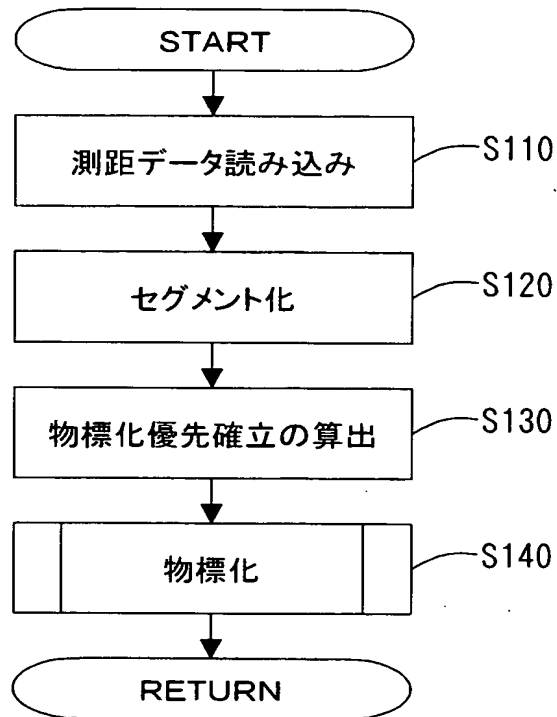 START
測距データ読み込み
S110
セグメント化
S120
物標化優先確立の算出
S130
物標化
S140
RETURN